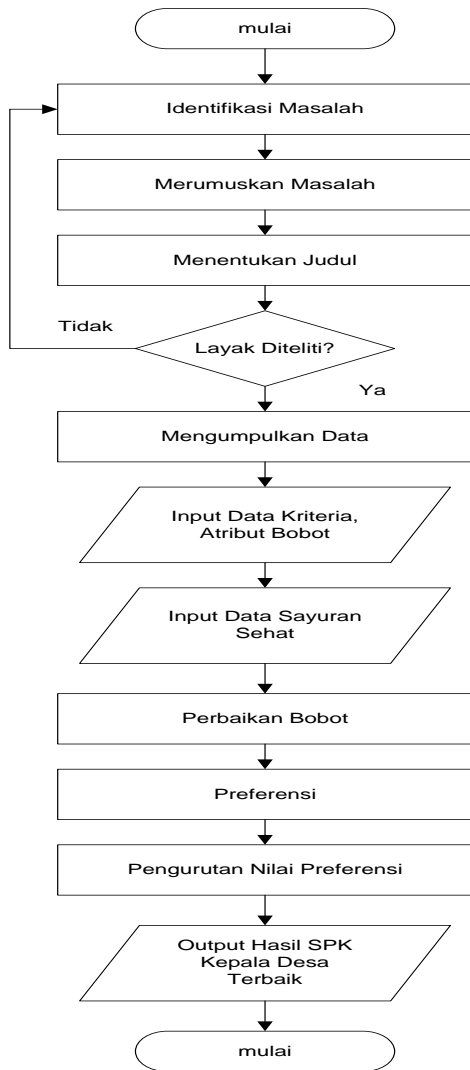 mulai
Identifikasi Masalah
Merumuskan Masalah
Menentukan Judul
Tidak
Layak Diteliti?
Ya
Mengumpulkan Data
Input Data Kriteria,
Atribut Bobot
Input Data Sayuran
Sehat
Perbaikan Bobot
Preferensi
Pengurutan Nilai Preferensi
Output Hasil SPK
Kepala Desa
Terbaik
mulai